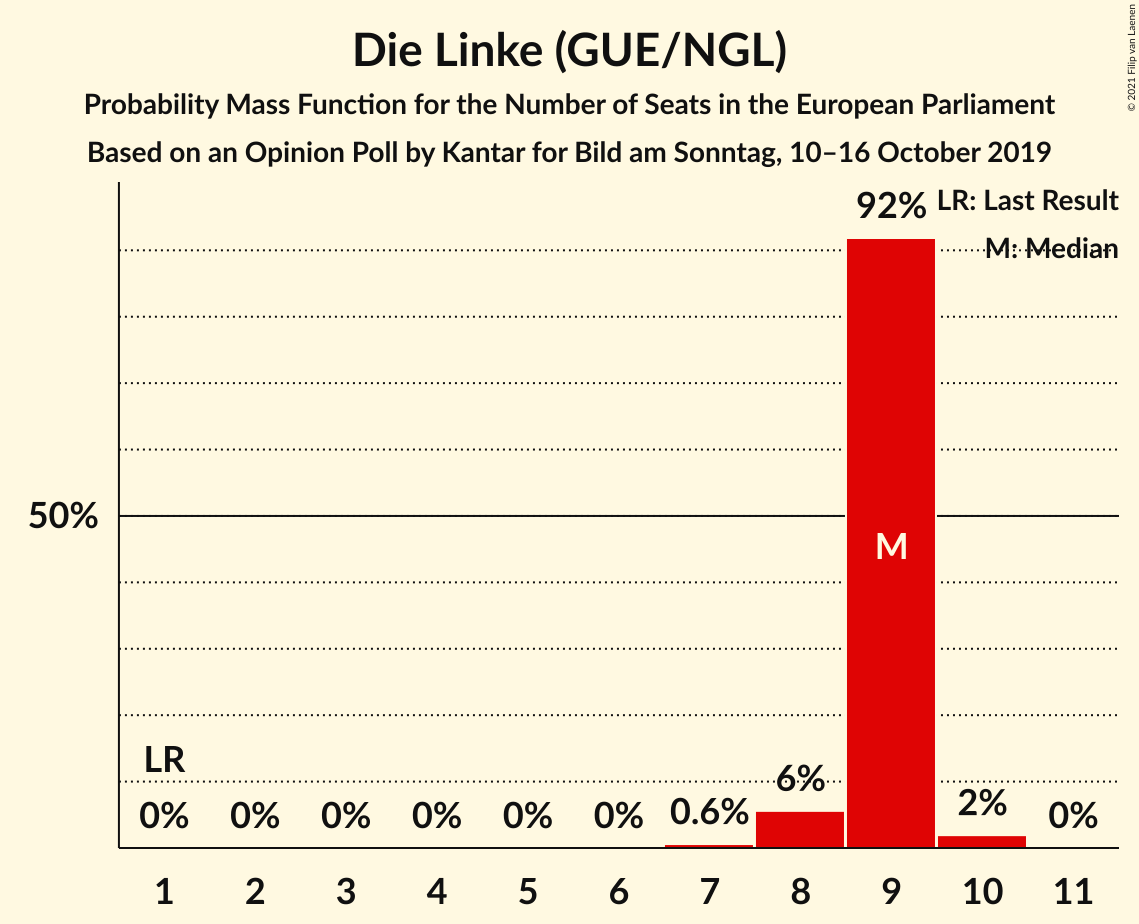 Die Linke (GUE/NGL)
Probability Mass Function for the Number of Seats in the European Parliament
Based on an Opinion Poll by Kantar for Bild am Sonntag, 10–16 October 2019
© 2021 Filip van Laenen
LR: Last Result
M: Median
50%
92%
M
LR
0% 0% 0% 0% 0% 0% 0.6% 6% 2% 0%
1 2 3 4 5 6 7 8 9 10 11